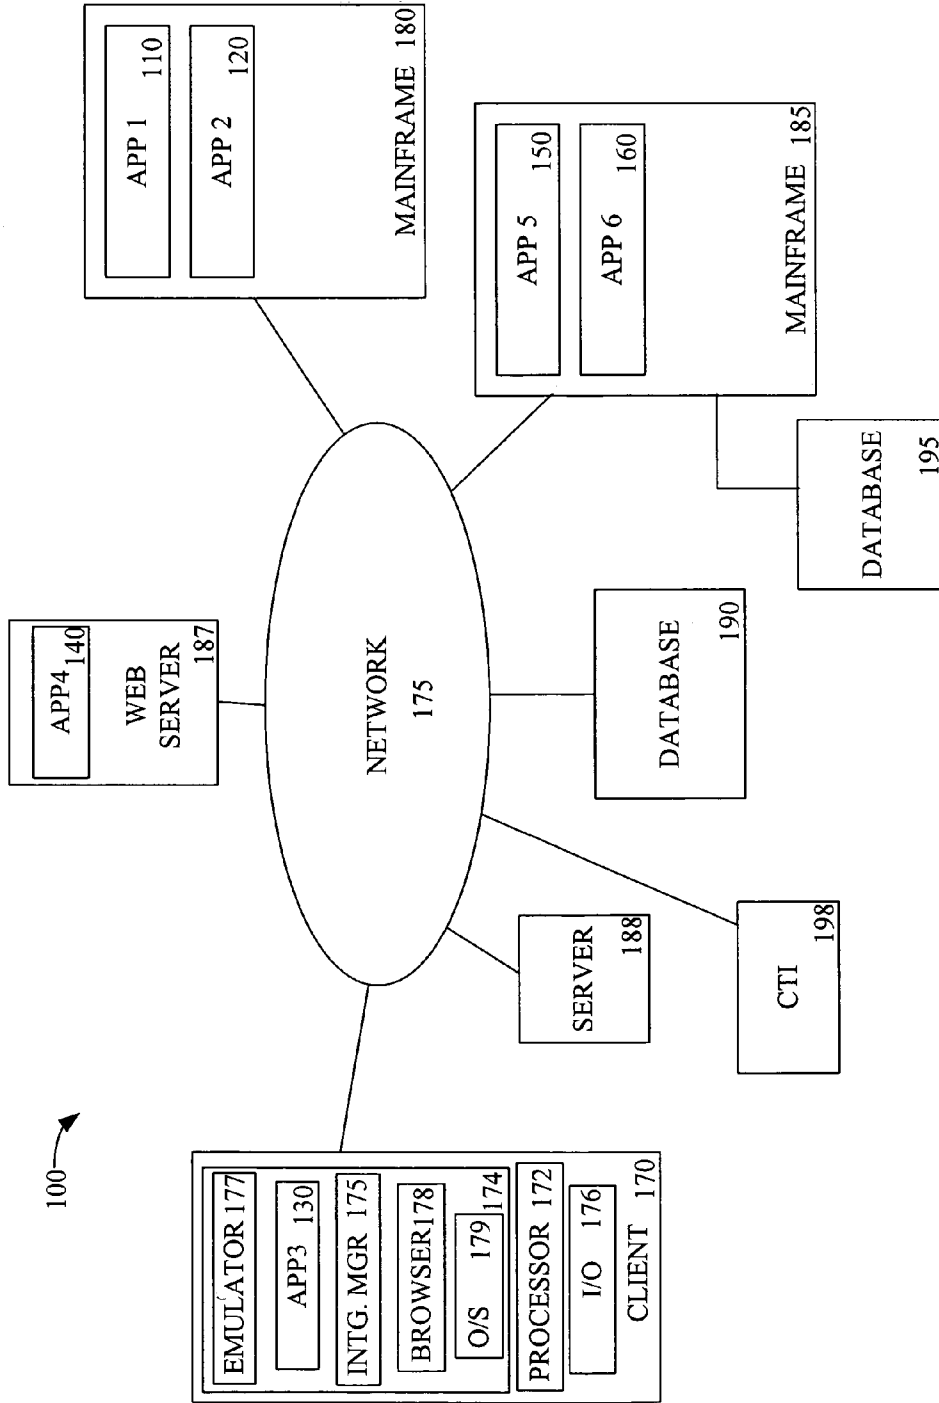 100
EMULATOR 177
APP3 130
INTG. MGR 175
BROWSER 178
O/S 179
174
PROCESSOR 172
I/O 176
CLIENT 170
APP4
140
WEB
SERVER
187
NETWORK
175
SERVER
188
CTI
198
DATABASE
190
APP 1
110
APP 2
120
MAINFRAME 180
APP 5
150
APP 6
160
MAINFRAME 185
DATABASE
195